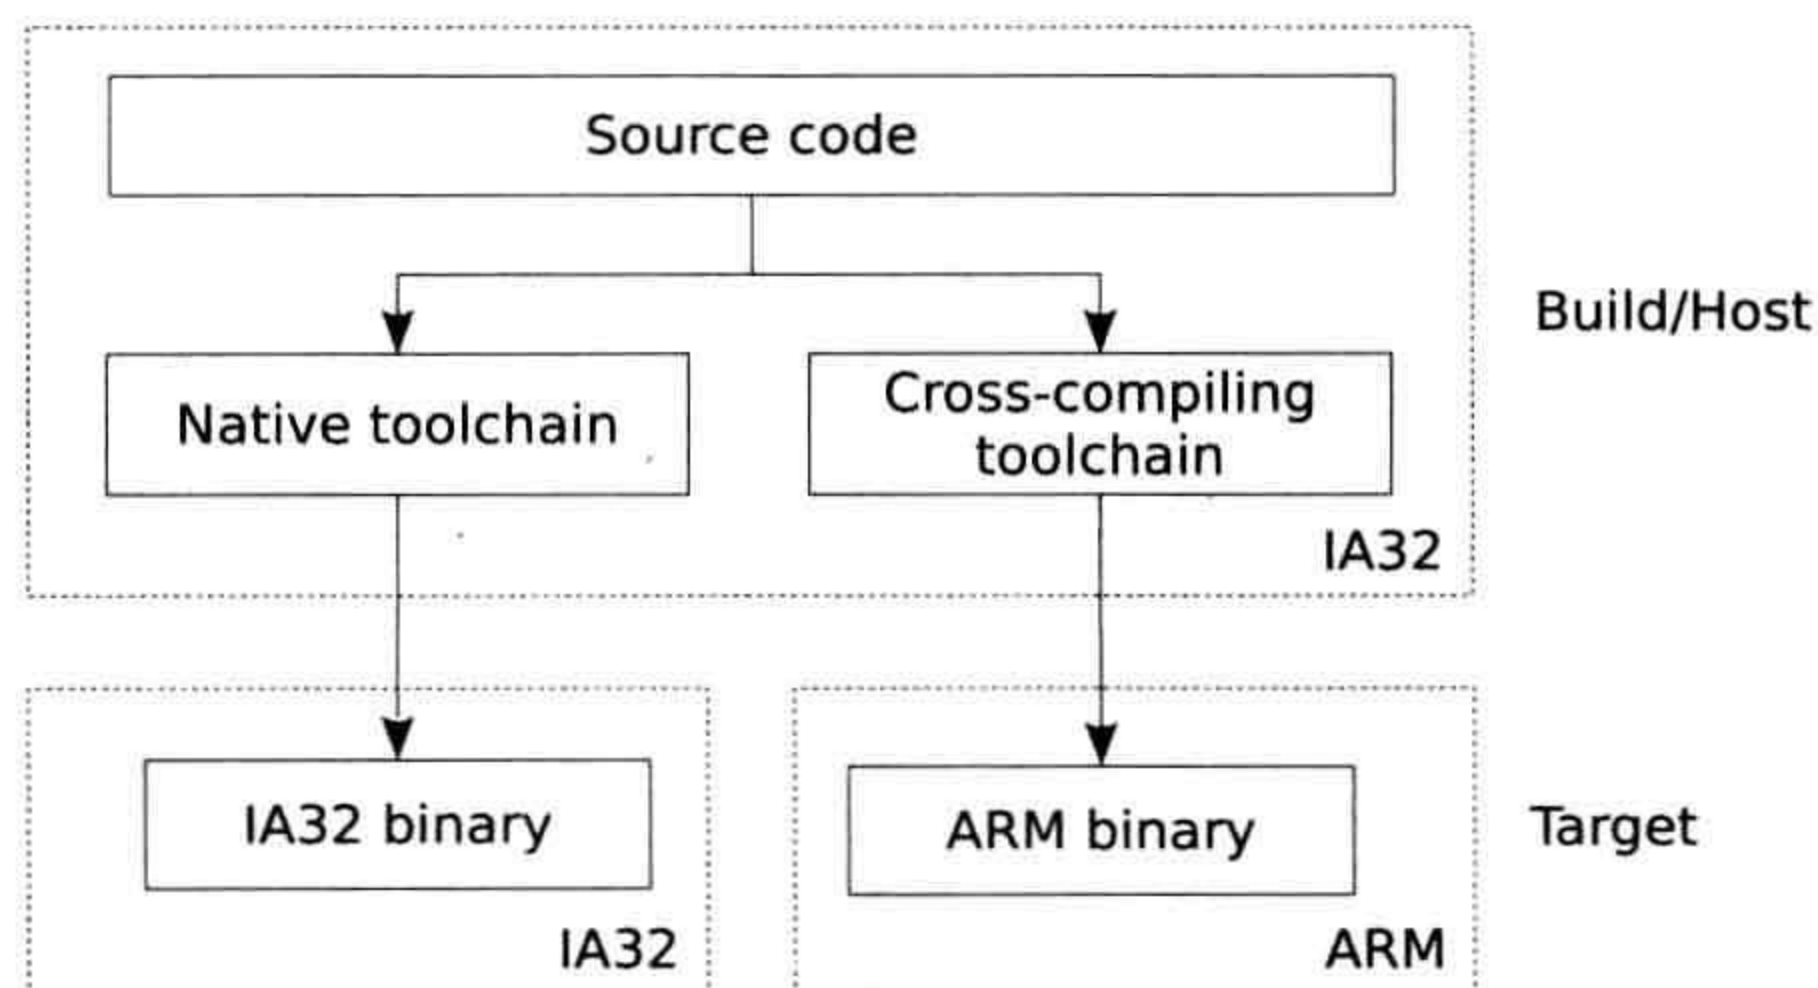 Source code
Build/Host
Native toolchain
Cross-compiling
toolchain
IA32
IA32 binary
ARM binary
Target
IA32
ARM